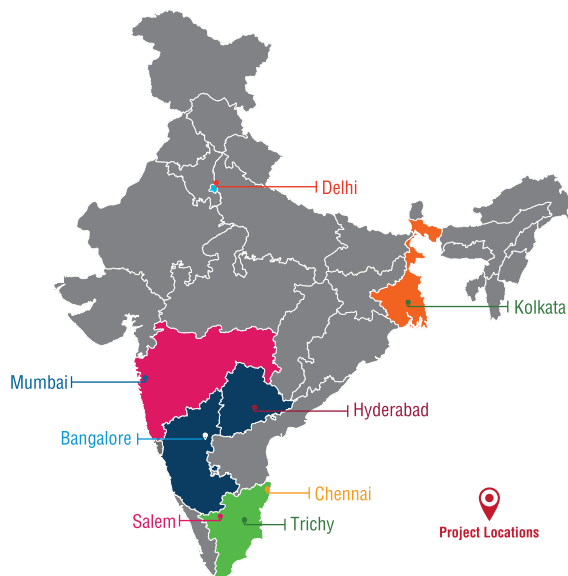 Delhi
Kolkata
Mumbai
Hyderabad
Bangalore
Chennai
Salem
Trichy
Project Locations